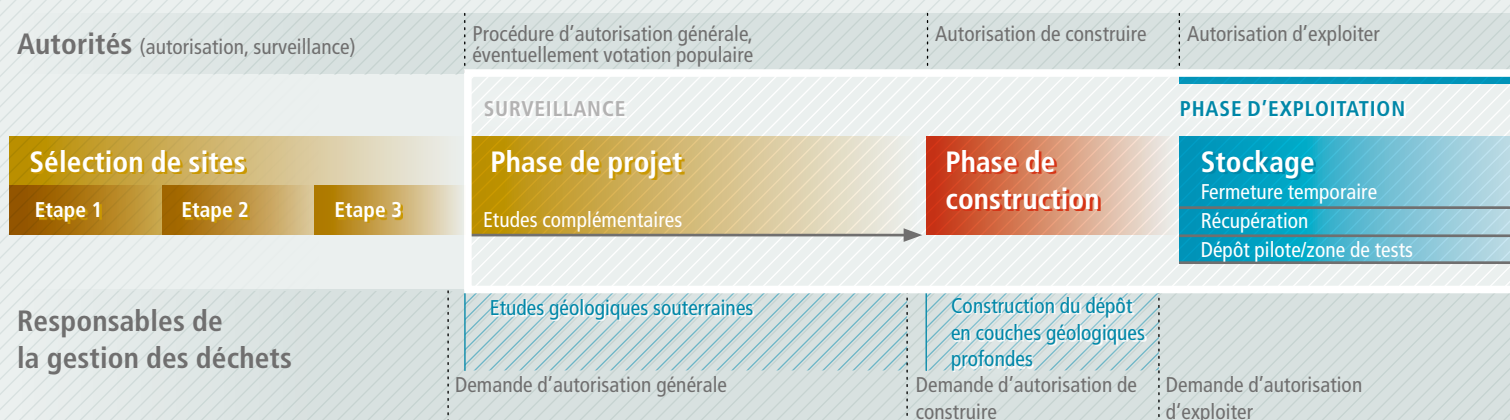 Autorités (autorisation, surveillance)
Procédure d’autorisation générale,
éventuellement votation populaire
Autorisation de construire
Autorisation d’exploiter
SURVEILLANCE
PHASE D’EXPLOITATION
Sélection de sites
Etape 1
Etape 2
Etape 3
Phase de projet
Etudes complémentaires
Phase de
construction
Stockage
Fermeture temporaire
Récupération
Dépôt pilote/zone de tests
Responsables de
la gestion des déchets
Etudes géologiques souterraines
Construction du dépôt
en couches géologiques
profondes
Demande d’autorisation générale
Demande d’autorisation de
construire
Demande d’autorisation
d’exploiter